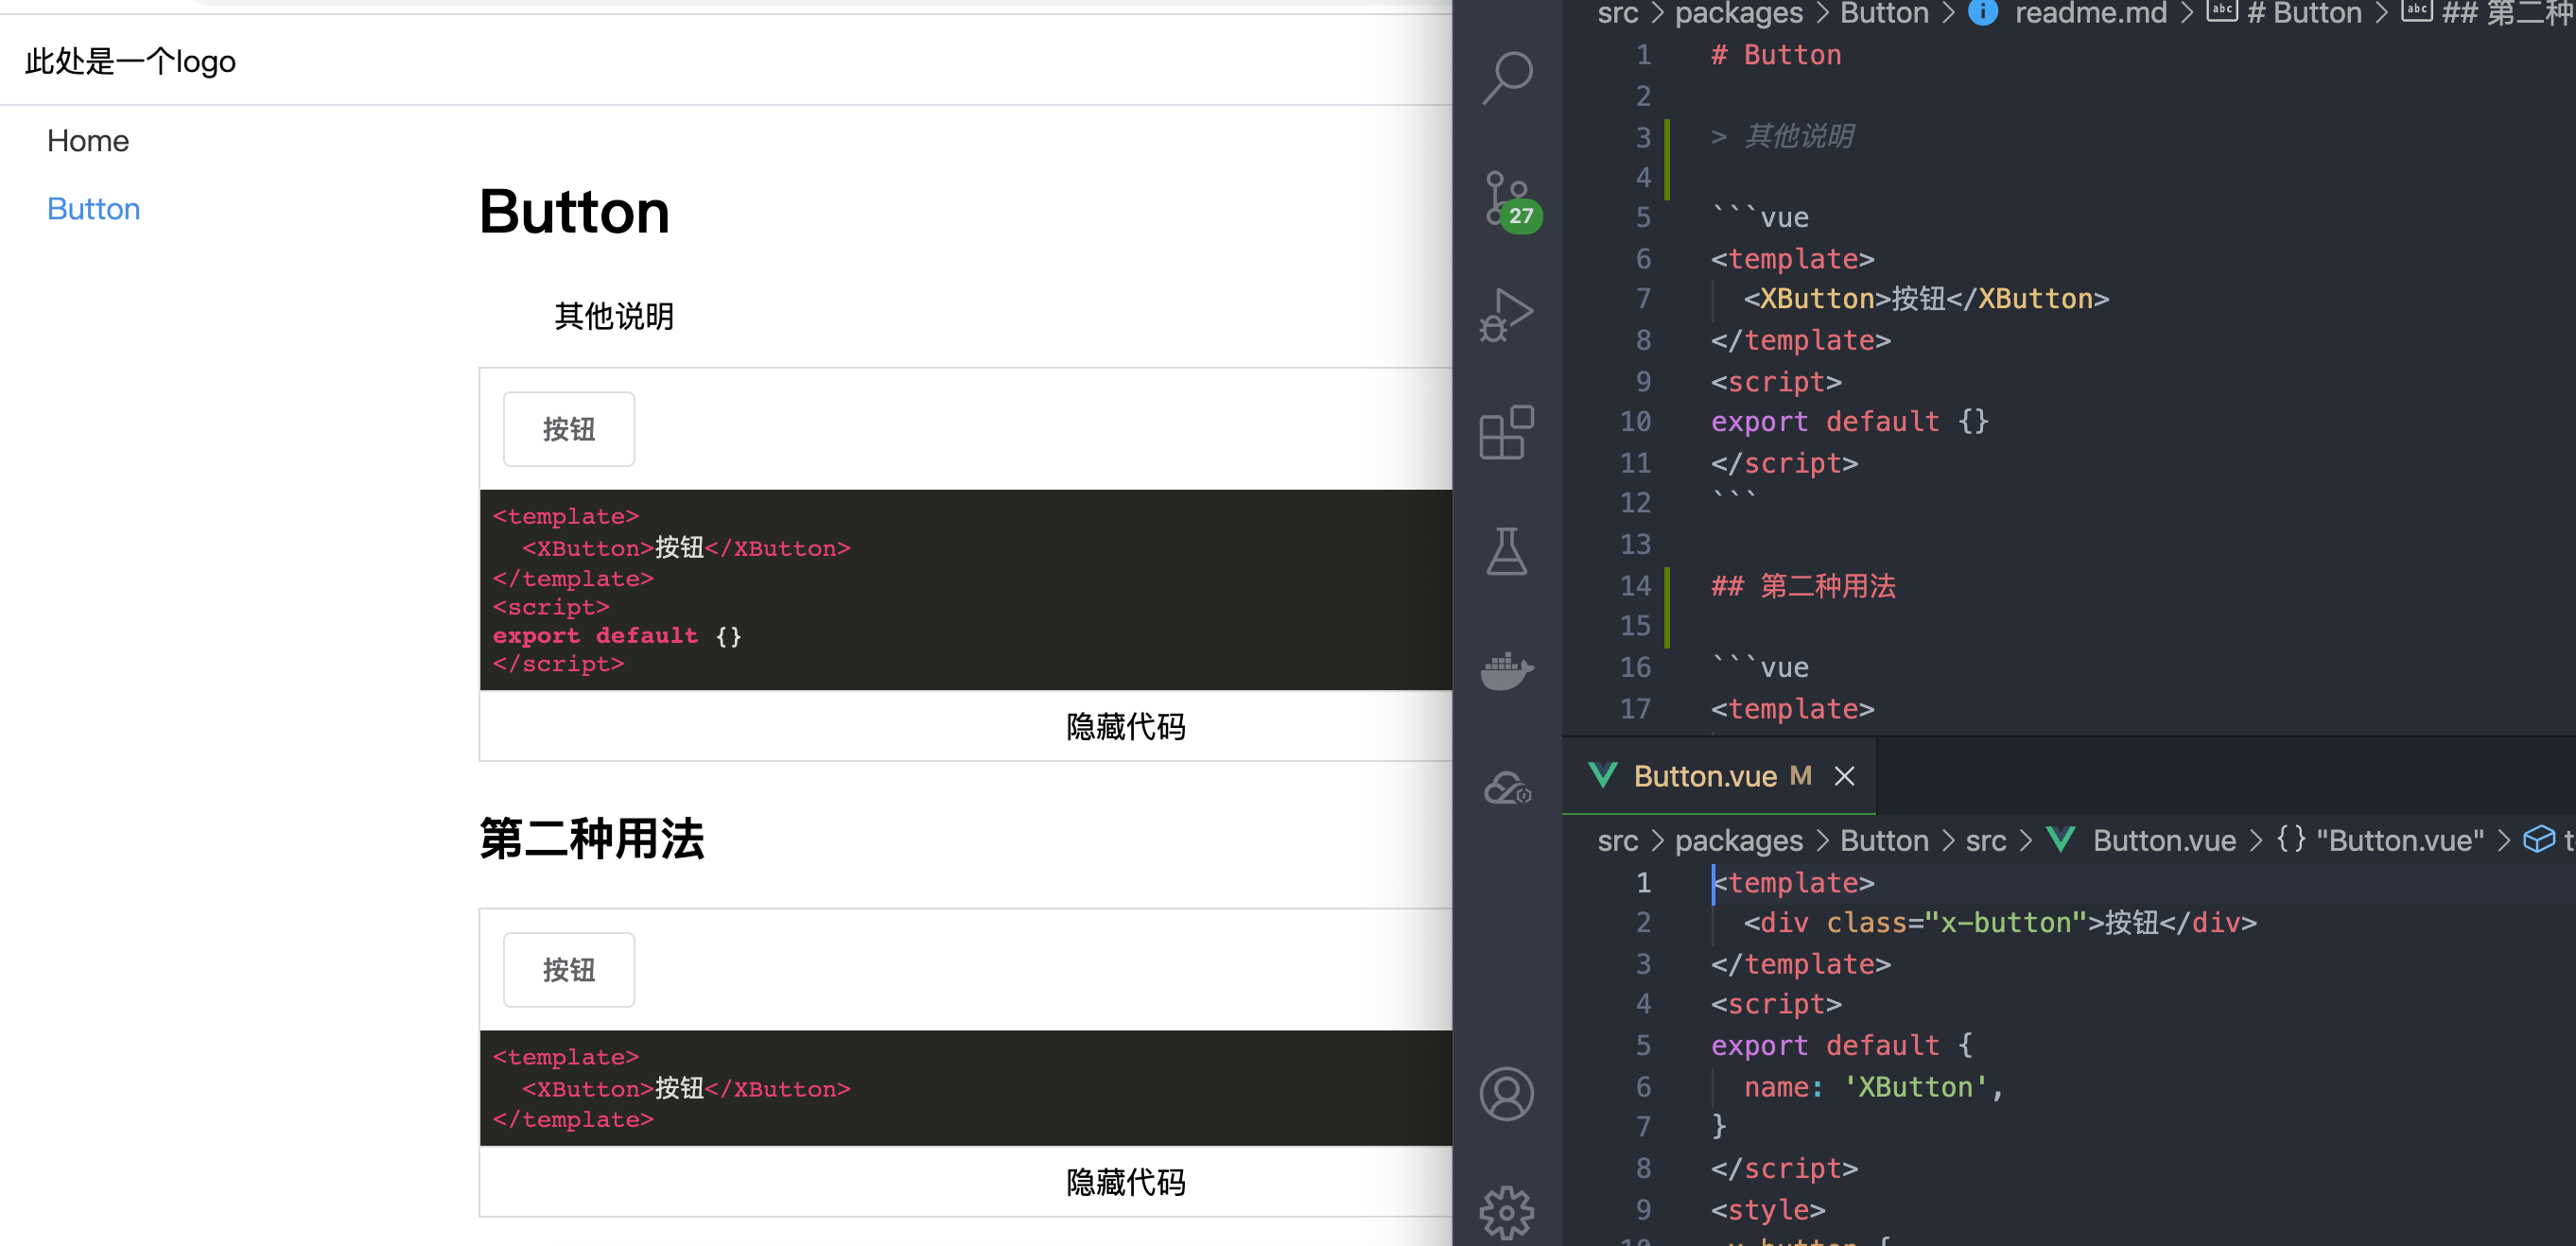 此处是一个logo
Home
Button
Button
其他说明
按钮
<template>
  <XButton>按钮</XButton>
</template>
<script>
export default {}
</script>
隐藏代码
第二种用法
按钮
<template>
  <XButton>按钮</XButton>
</template>
隐藏代码
27
src > packages > Button > readme.md > # Button > ## 第二种
1 # Button
2
3 > 其他说明
4
5 ```vue
6 <template>
7   <XButton>按钮</XButton>
8 </template>
9 <script>
10 export default {}
11 </script>
12 ```
13
14 ## 第二种用法
15
16 ```vue
17 <template>
Button.vue M
src > packages > Button > src > Button.vue > {} "Button.vue" > t
1 <template>
2   <div class="x-button">按钮</div>
3 </template>
4 <script>
5 export default {
6   name: 'XButton',
7 }
8 </script>
9 <style>
10 .x-button {